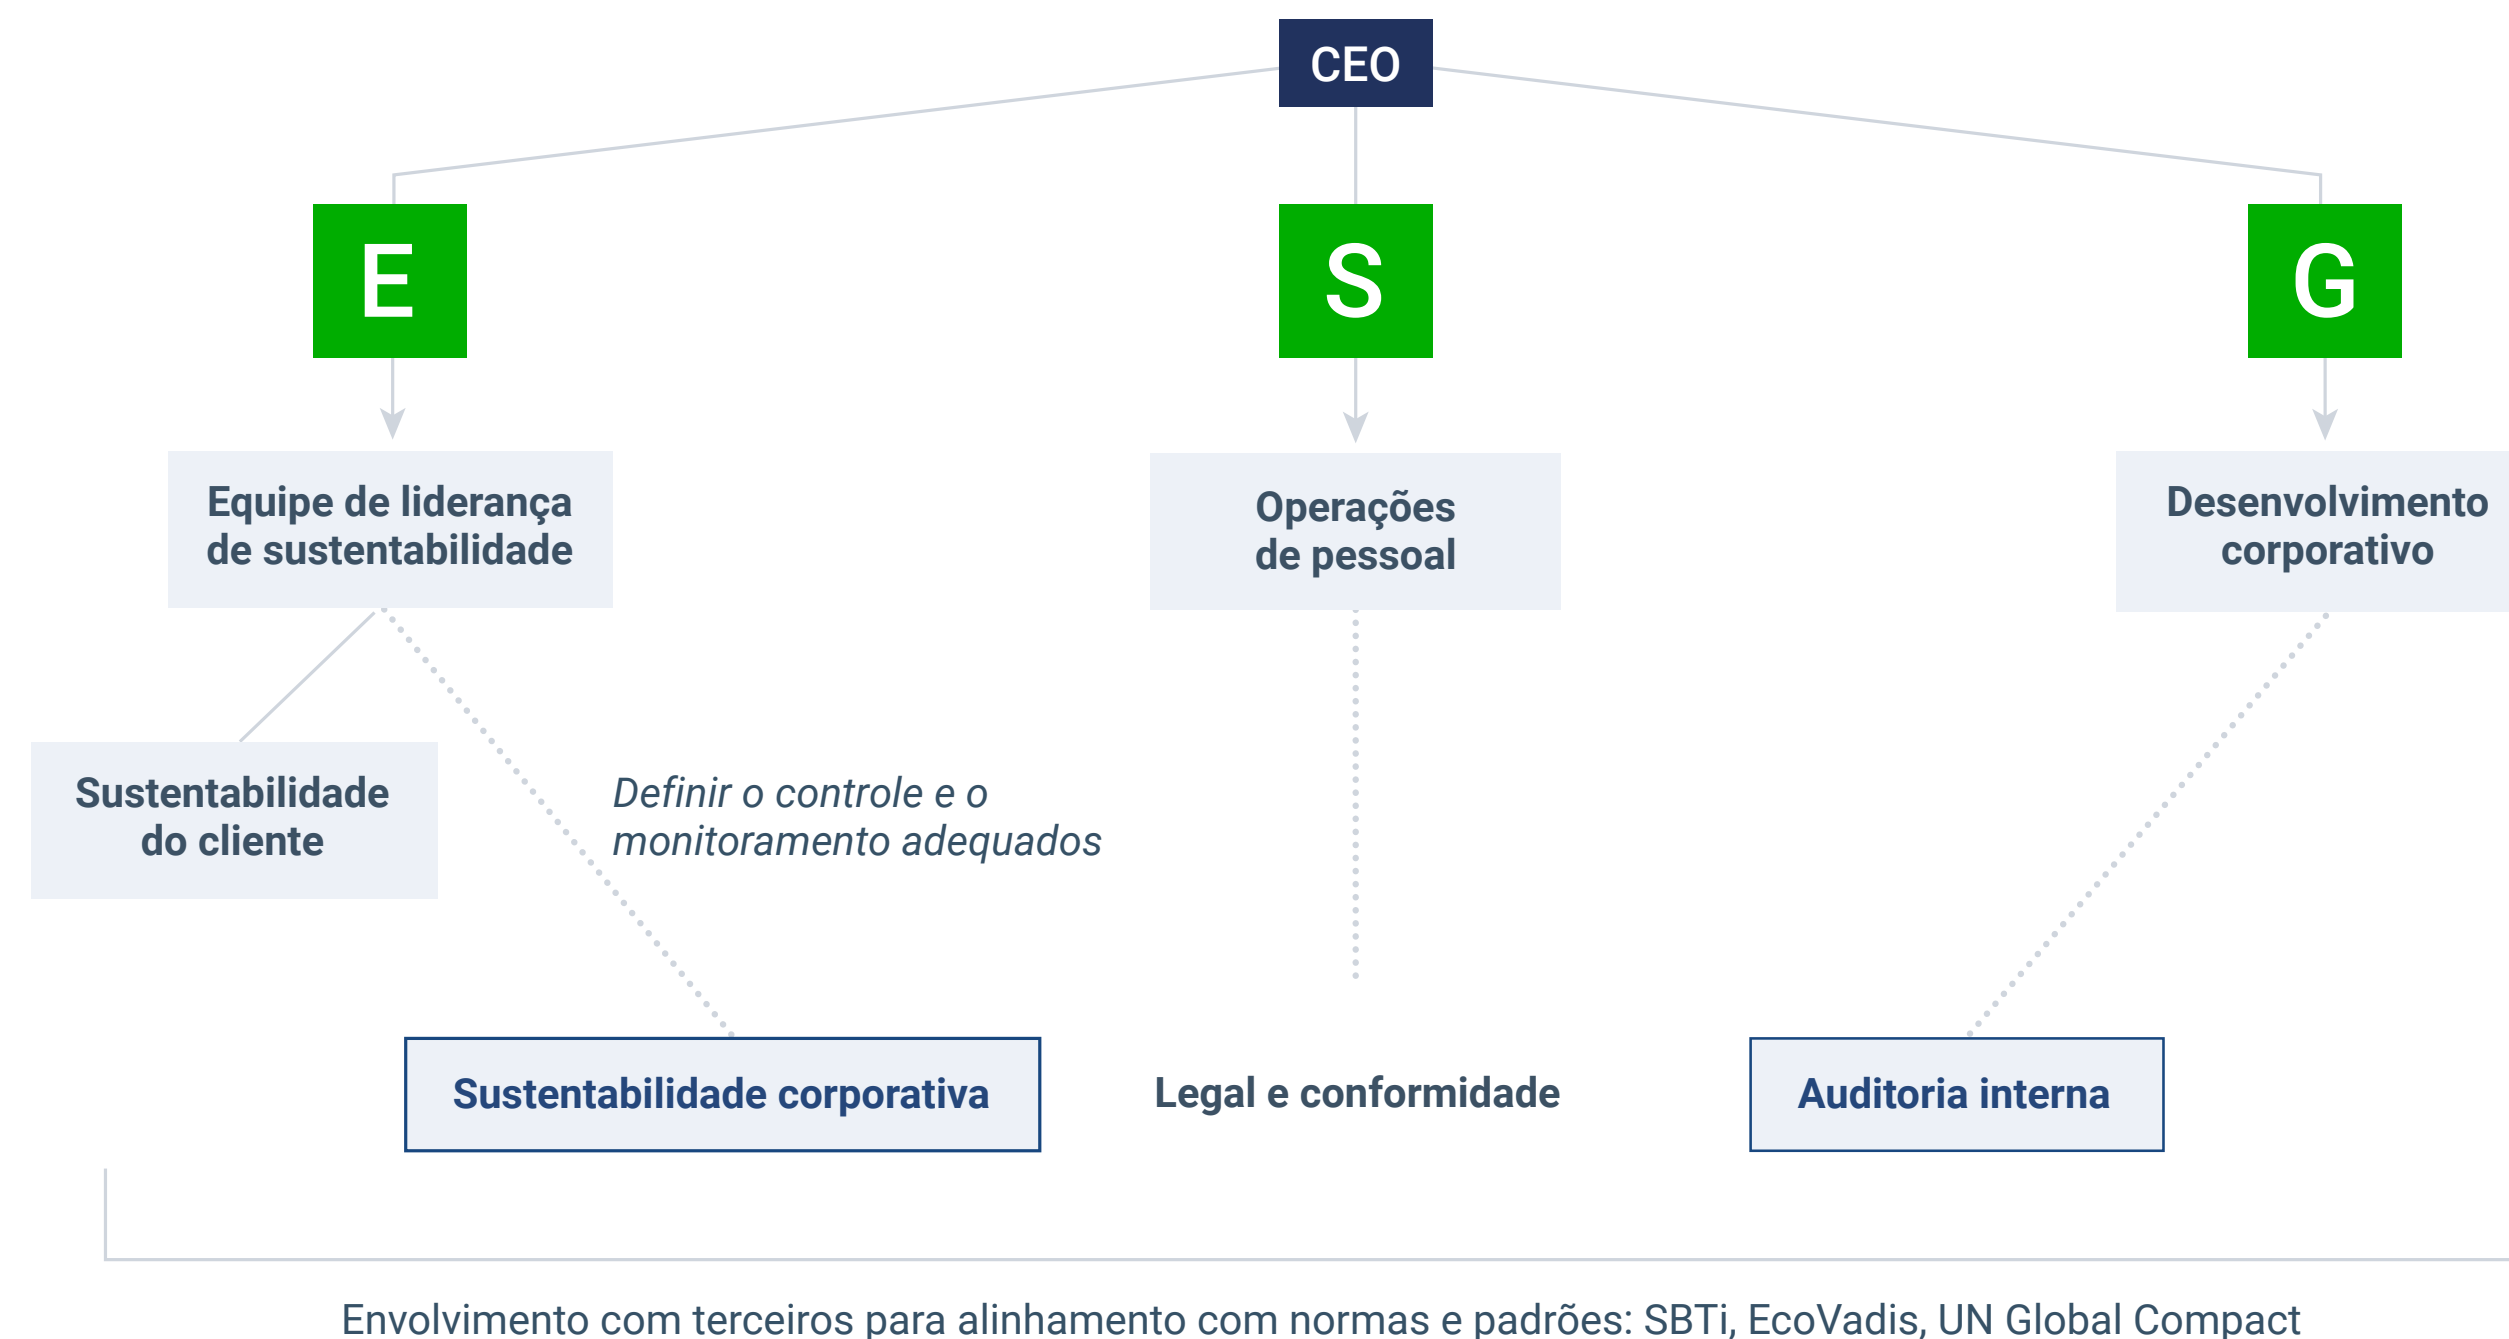 CEO
E
S
G
Equipe de liderança
de sustentabilidade
Operações
de pessoal
Desenvolvimento
corporativo
Sustentabilidade
do cliente
Definir o controle e o
monitoramento adequados
Sustentabilidade corporativa
Legal e conformidade
Auditoria interna
Envolvimento com terceiros para alinhamento com normas e padrões: SBTi, EcoVadis, UN Global Compact